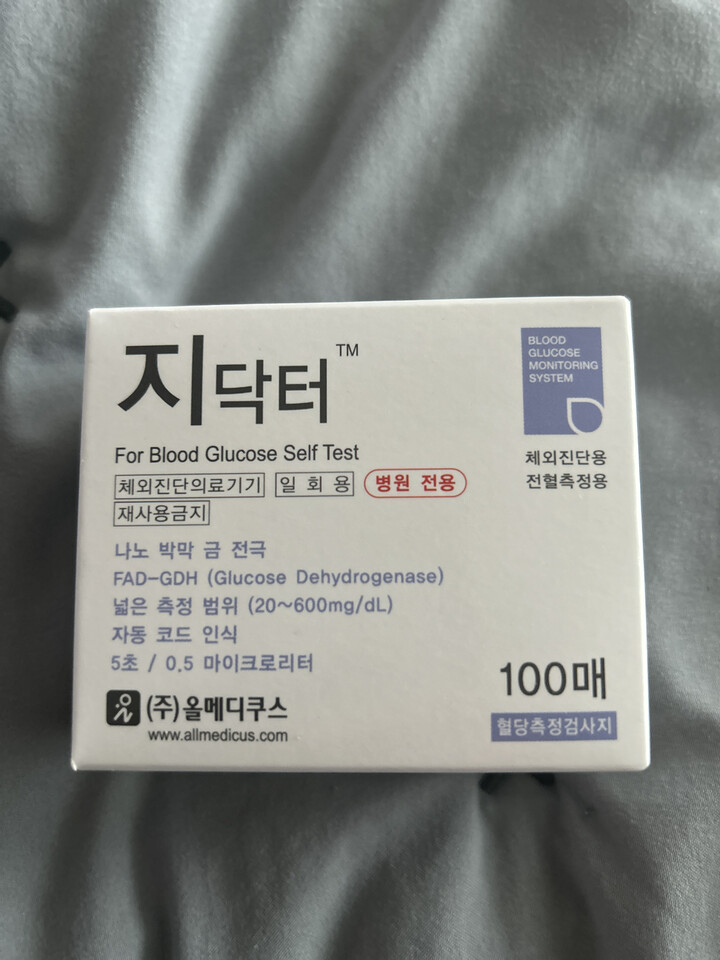 지닥터™
For Blood Glucose Self Test
체외진단의료기기 일회용 병원 전용
재사용금지
나노 박막 금 전극
FAD-GDH (Glucose Dehydrogenase)
넓은 측정 범위 (20~600mg/dL)
자동 코드 인식
5초 / 0.5 마이크로리터
(주)올메디쿠스
www.allmedicus.com
BLOOD
GLUCOSE
MONITORING
SYSTEM
체외진단용
전혈측정용
100매
혈당측정검사지